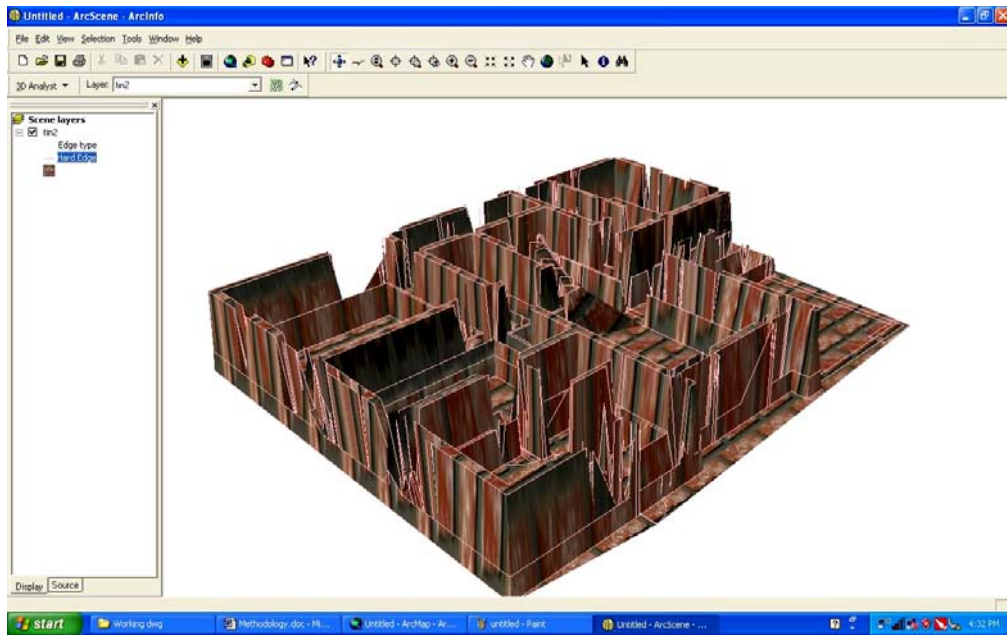 Untitled - ArcScene - ArcInfo
File Edit View Selection Tools Window Help
3D Analyst Layer: tin2
Scene layers
tin2
Edge type
Hard Edge
Display Source
start Working dwg Methodology.doc - Mi... Untitled - ArcMap - Ar... untitled - Paint Untitled - ArcScene - ... 4:32 PM